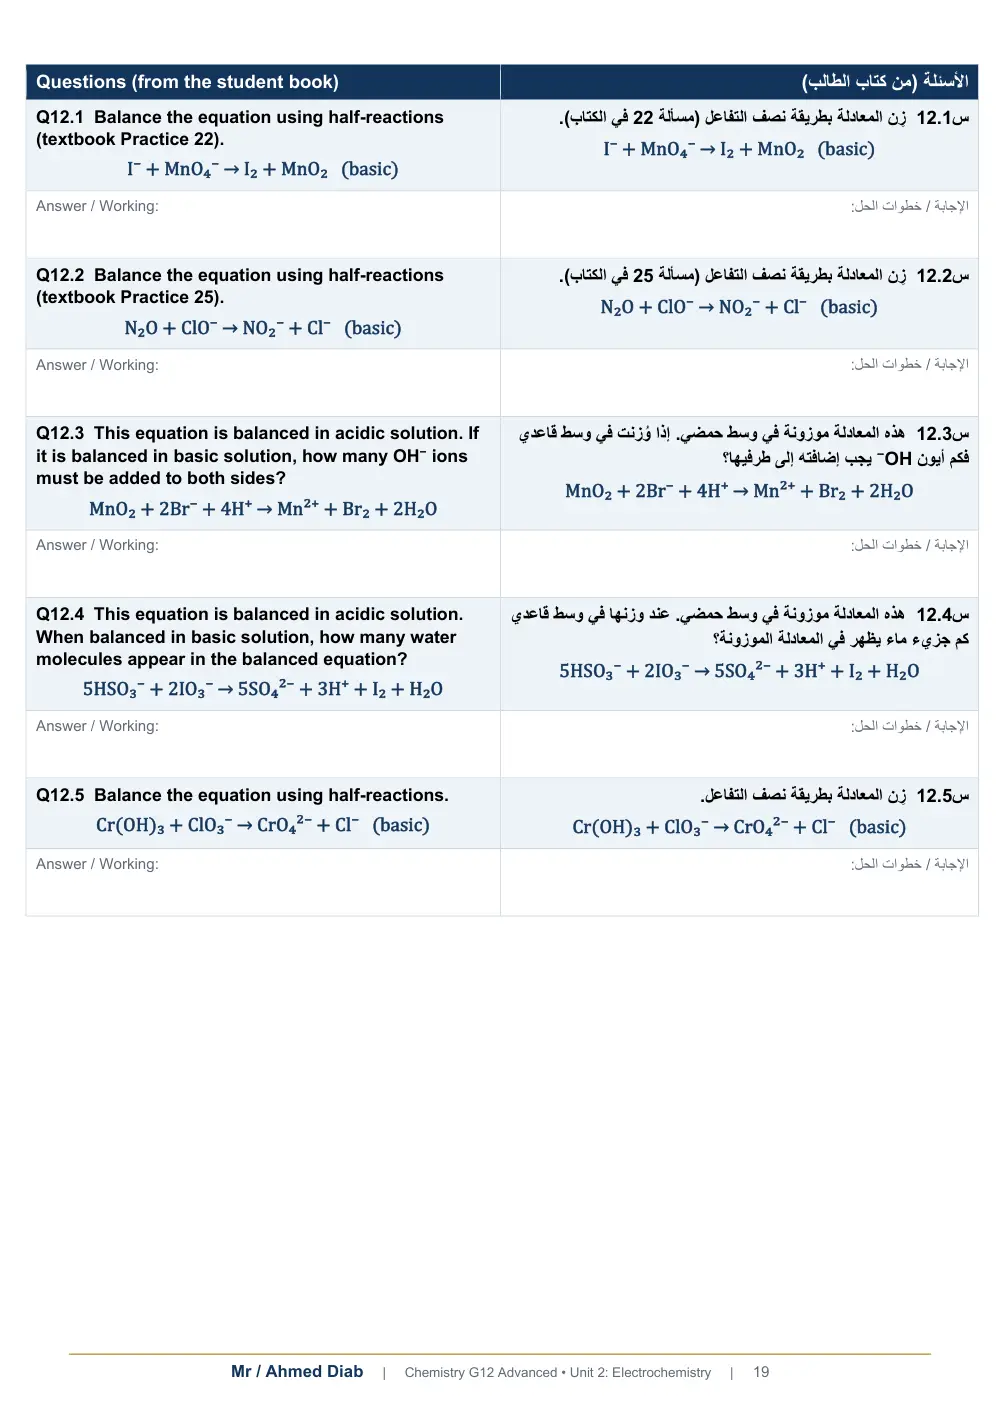 Questions (from the student book)
الأسئلة (من كتاب الطالب)
Q12.1 Balance the equation using half-reactions
(textbook Practice 22).
I⁻ + MnO₄⁻ → I₂ + MnO₂ (basic)
س12.1 زِن المعادلة بطريقة نصف التفاعل (مسألة 22 في الكتاب).
I⁻ + MnO₄⁻ → I₂ + MnO₂ (basic)
Answer / Working:
الإجابة / خطوات الحل:
Q12.2 Balance the equation using half-reactions
(textbook Practice 25).
N₂O + ClO⁻ → NO₂⁻ + Cl⁻ (basic)
س12.2 زِن المعادلة بطريقة نصف التفاعل (مسألة 25 في الكتاب).
N₂O + ClO⁻ → NO₂⁻ + Cl⁻ (basic)
Answer / Working:
الإجابة / خطوات الحل:
Q12.3 This equation is balanced in acidic solution. If
it is balanced in basic solution, how many OH⁻ ions
must be added to both sides?
MnO₂ + 2Br⁻ + 4H⁺ → Mn²⁺ + Br₂ + 2H₂O
س12.3 هذه المعادلة موزونة في وسط حمضي. إذا وُزنت في وسط قاعدي
فكم أيون OH⁻ يجب إضافته إلى طرفيها؟
MnO₂ + 2Br⁻ + 4H⁺ → Mn²⁺ + Br₂ + 2H₂O
Answer / Working:
الإجابة / خطوات الحل:
Q12.4 This equation is balanced in acidic solution.
When balanced in basic solution, how many water
molecules appear in the balanced equation?
5HSO₃⁻ + 2IO₃⁻ → 5SO₄²⁻ + 3H⁺ + I₂ + H₂O
س12.4 هذه المعادلة موزونة في وسط حمضي. عند وزنها في وسط قاعدي
كم جزيء ماء يظهر في المعادلة الموزونة؟
5HSO₃⁻ + 2IO₃⁻ → 5SO₄²⁻ + 3H⁺ + I₂ + H₂O
Answer / Working:
الإجابة / خطوات الحل:
Q12.5 Balance the equation using half-reactions.
Cr(OH)₃ + ClO₃⁻ → CrO₄²⁻ + Cl⁻ (basic)
س12.5 زِن المعادلة بطريقة نصف التفاعل.
Cr(OH)₃ + ClO₃⁻ → CrO₄²⁻ + Cl⁻ (basic)
Answer / Working:
الإجابة / خطوات الحل:
Mr / Ahmed Diab | Chemistry G12 Advanced • Unit 2: Electrochemistry | 19